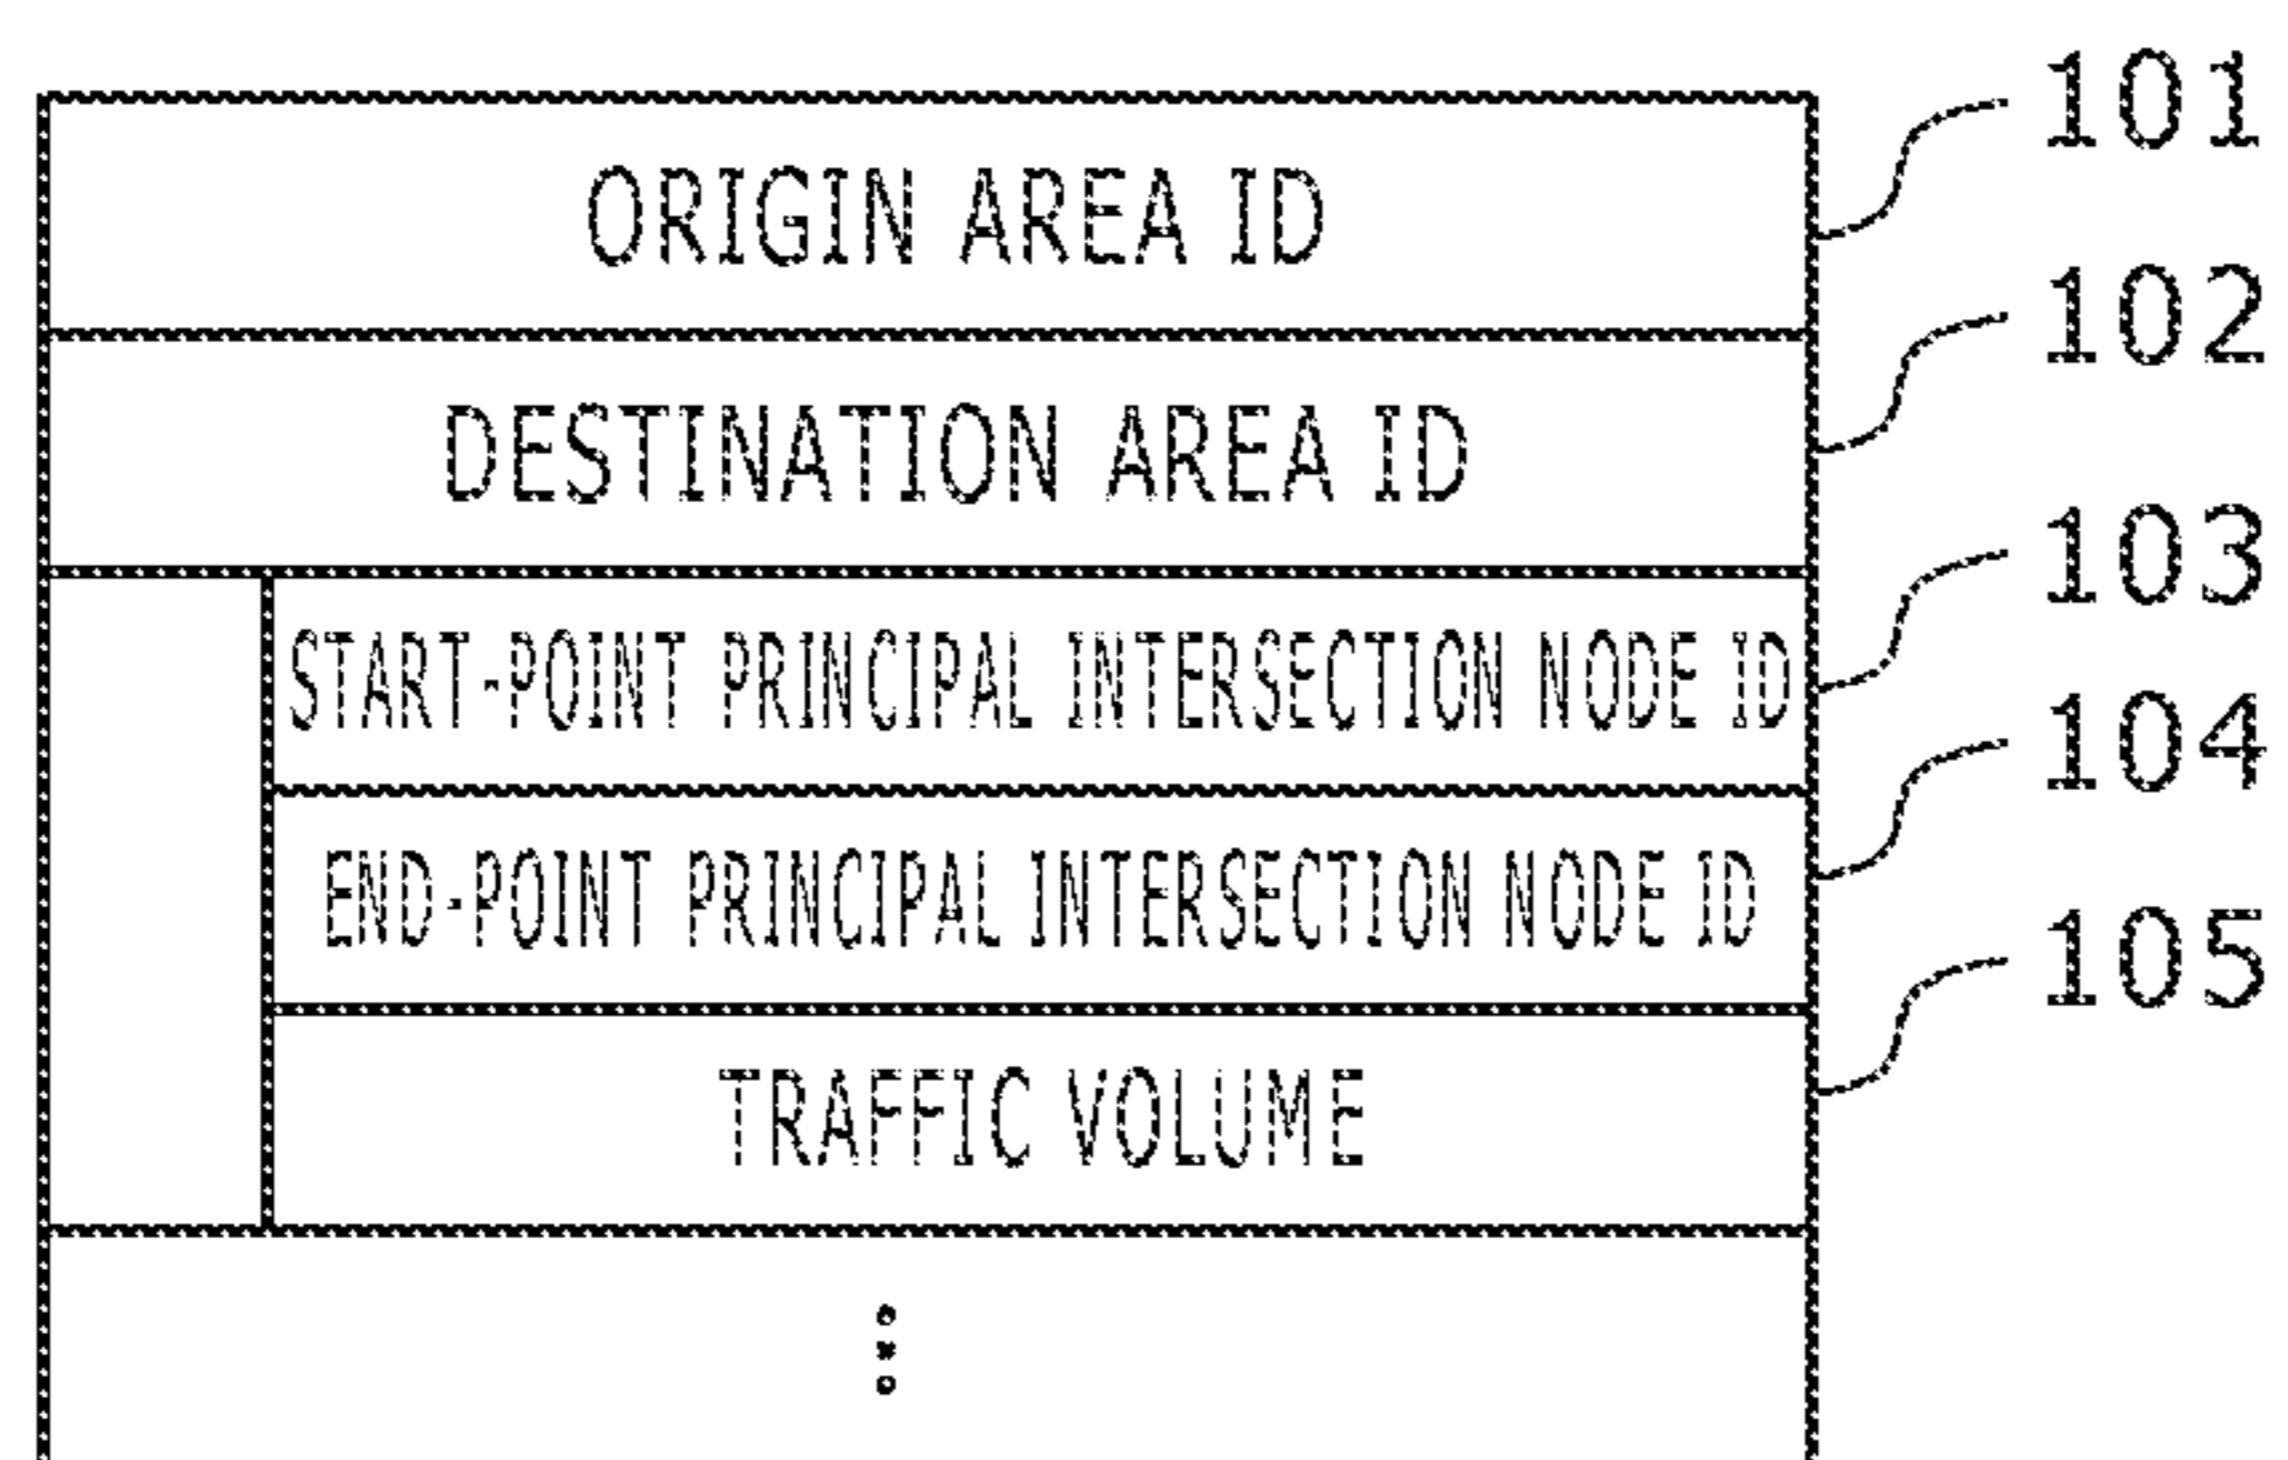 ORIGIN AREA ID 101
DESTINATION AREA ID 102
START-POINT PRINCIPAL INTERSECTION NODE ID 103
END-POINT PRINCIPAL INTERSECTION NODE ID 104
TRAFFIC VOLUME 105